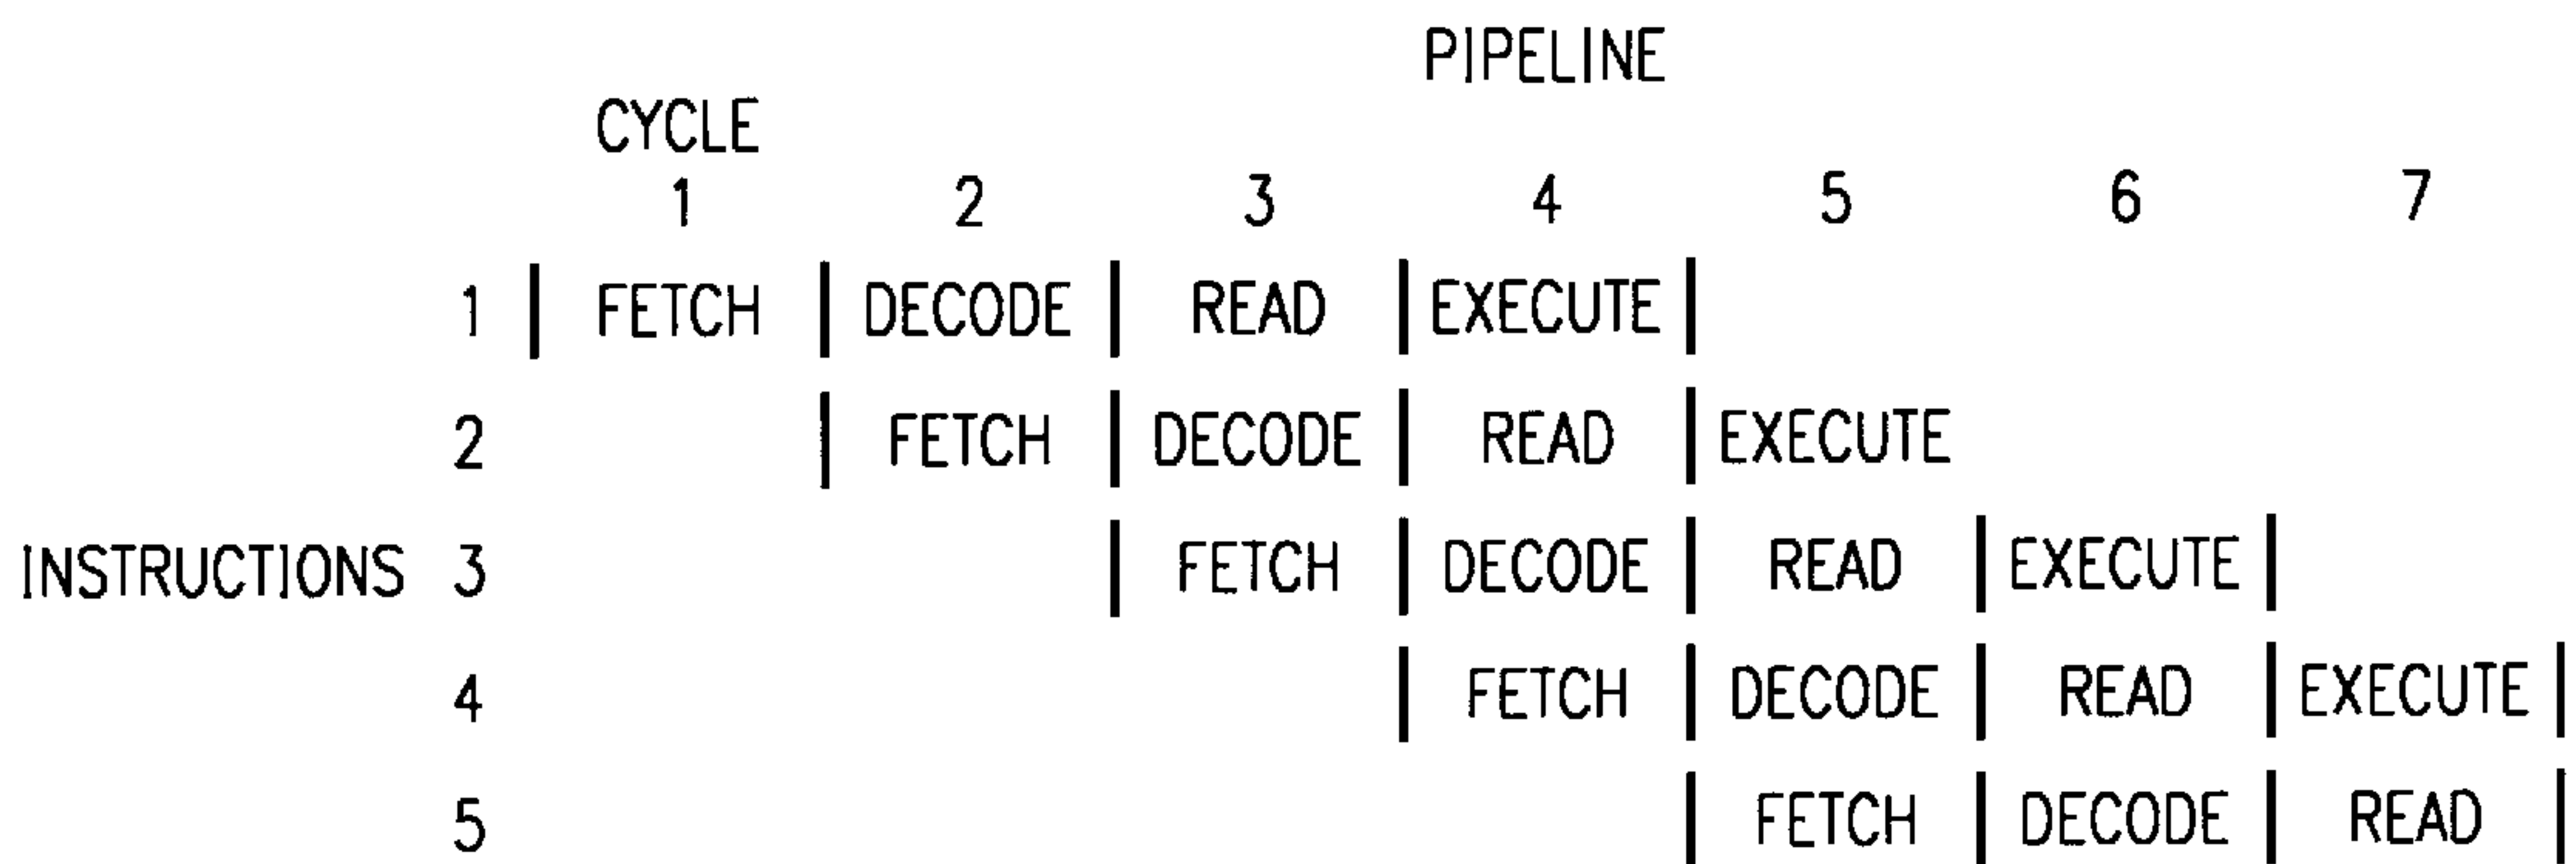 PIPELINE
CYCLE
1 2 3 4 5 6 7
1 | FETCH | DECODE | READ | EXECUTE |
2 | FETCH | DECODE | READ | EXECUTE
INSTRUCTIONS 3 | FETCH | DECODE | READ | EXECUTE |
4 | FETCH | DECODE | READ | EXECUTE |
5 | FETCH | DECODE | READ |